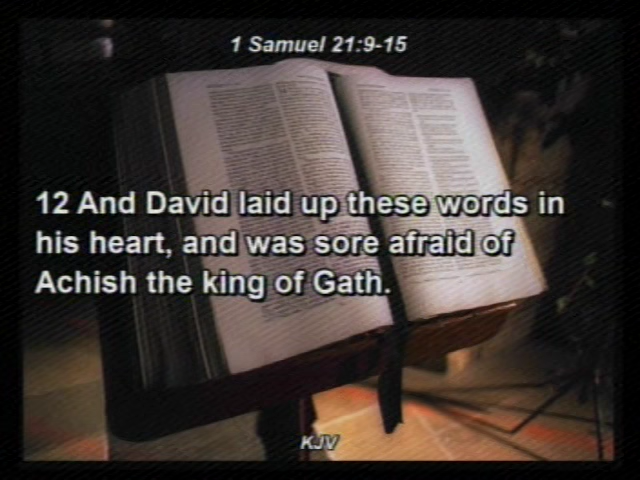 1 Samuel 21:9-15
12 And David laid up these words in
his heart, and was sore afraid of
Achish the king of Gath.
KJV